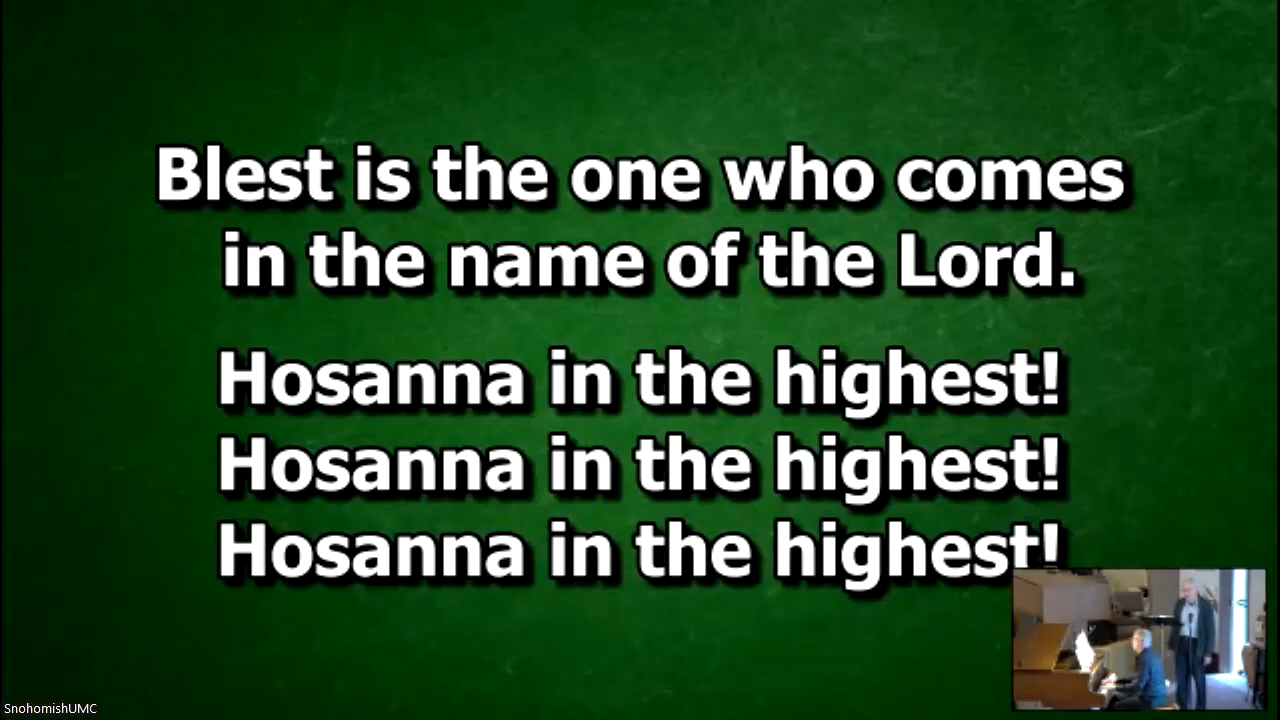 Blest is the one who comes
in the name of the Lord.
Hosanna in the highest!
Hosanna in the highest!
Hosanna in the highest!
SnohomishUMC